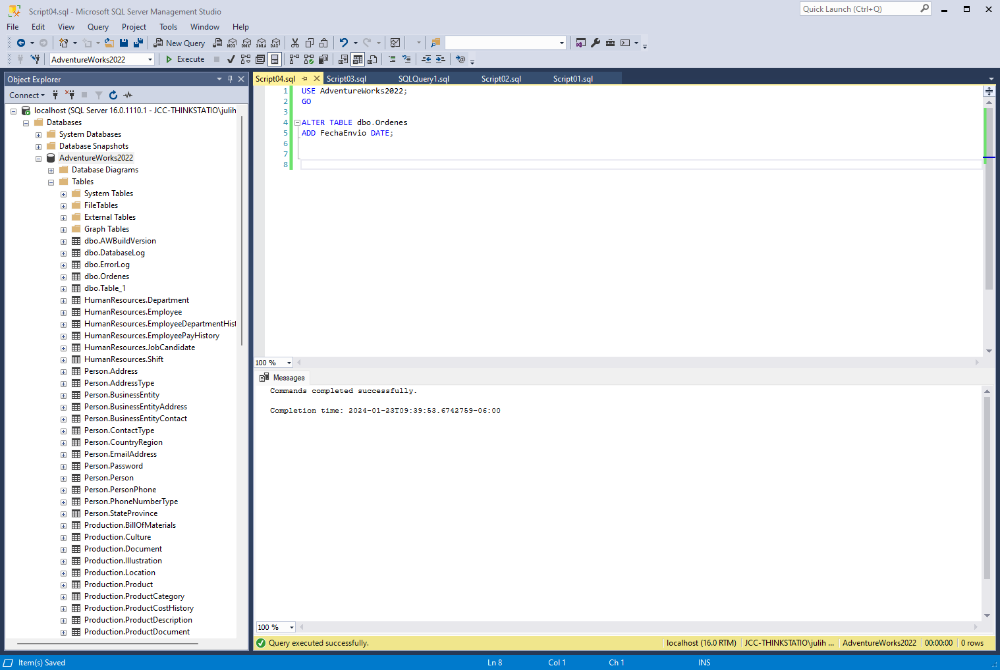 Script04.sql - Microsoft SQL Server Management Studio
Quick Launch (Ctrl+Q)
File Edit View Query Project Tools Window Help
New Query
MDX DMX XMLA DAX
AdventureWorks2022
Execute
Object Explorer
Connect
localhost (SQL Server 16.0.1110.1 - JCC-THINKSTATIO\julih
Databases
System Databases
Database Snapshots
AdventureWorks2022
Database Diagrams
Tables
System Tables
FileTables
External Tables
Graph Tables
dbo.AWBuildVersion
dbo.DatabaseLog
dbo.ErrorLog
dbo.Ordenes
dbo.Table_1
HumanResources.Department
HumanResources.Employee
HumanResources.EmployeeDepartmentHist
HumanResources.EmployeePayHistory
HumanResources.JobCandidate
HumanResources.Shift
Person.Address
Person.AddressType
Person.BusinessEntity
Person.BusinessEntityAddress
Person.BusinessEntityContact
Person.ContactType
Person.CountryRegion
Person.EmailAddress
Person.Password
Person.Person
Person.PersonPhone
Person.PhoneNumberType
Person.StateProvince
Production.BillOfMaterials
Production.Culture
Production.Document
Production.Illustration
Production.Location
Production.Product
Production.ProductCategory
Production.ProductCostHistory
Production.ProductDescription
Production.ProductDocument
Script04.sql Script03.sql SQLQuery1.sql Script02.sql Script01.sql
1 USE AdventureWorks2022;
2 GO
3
4 ALTER TABLE dbo.Ordenes
5 ADD FechaEnvio DATE;
6
7
8
100 %
Messages
Commands completed successfully.
Completion time: 2024-01-23T09:39:53.6742759-06:00
100 %
Query executed successfully. localhost (16.0 RTM) JCC-THINKSTATIO\julih ... AdventureWorks2022 00:00:00 0 rows
Item(s) Saved Ln 8 Col 1 Ch 1 INS